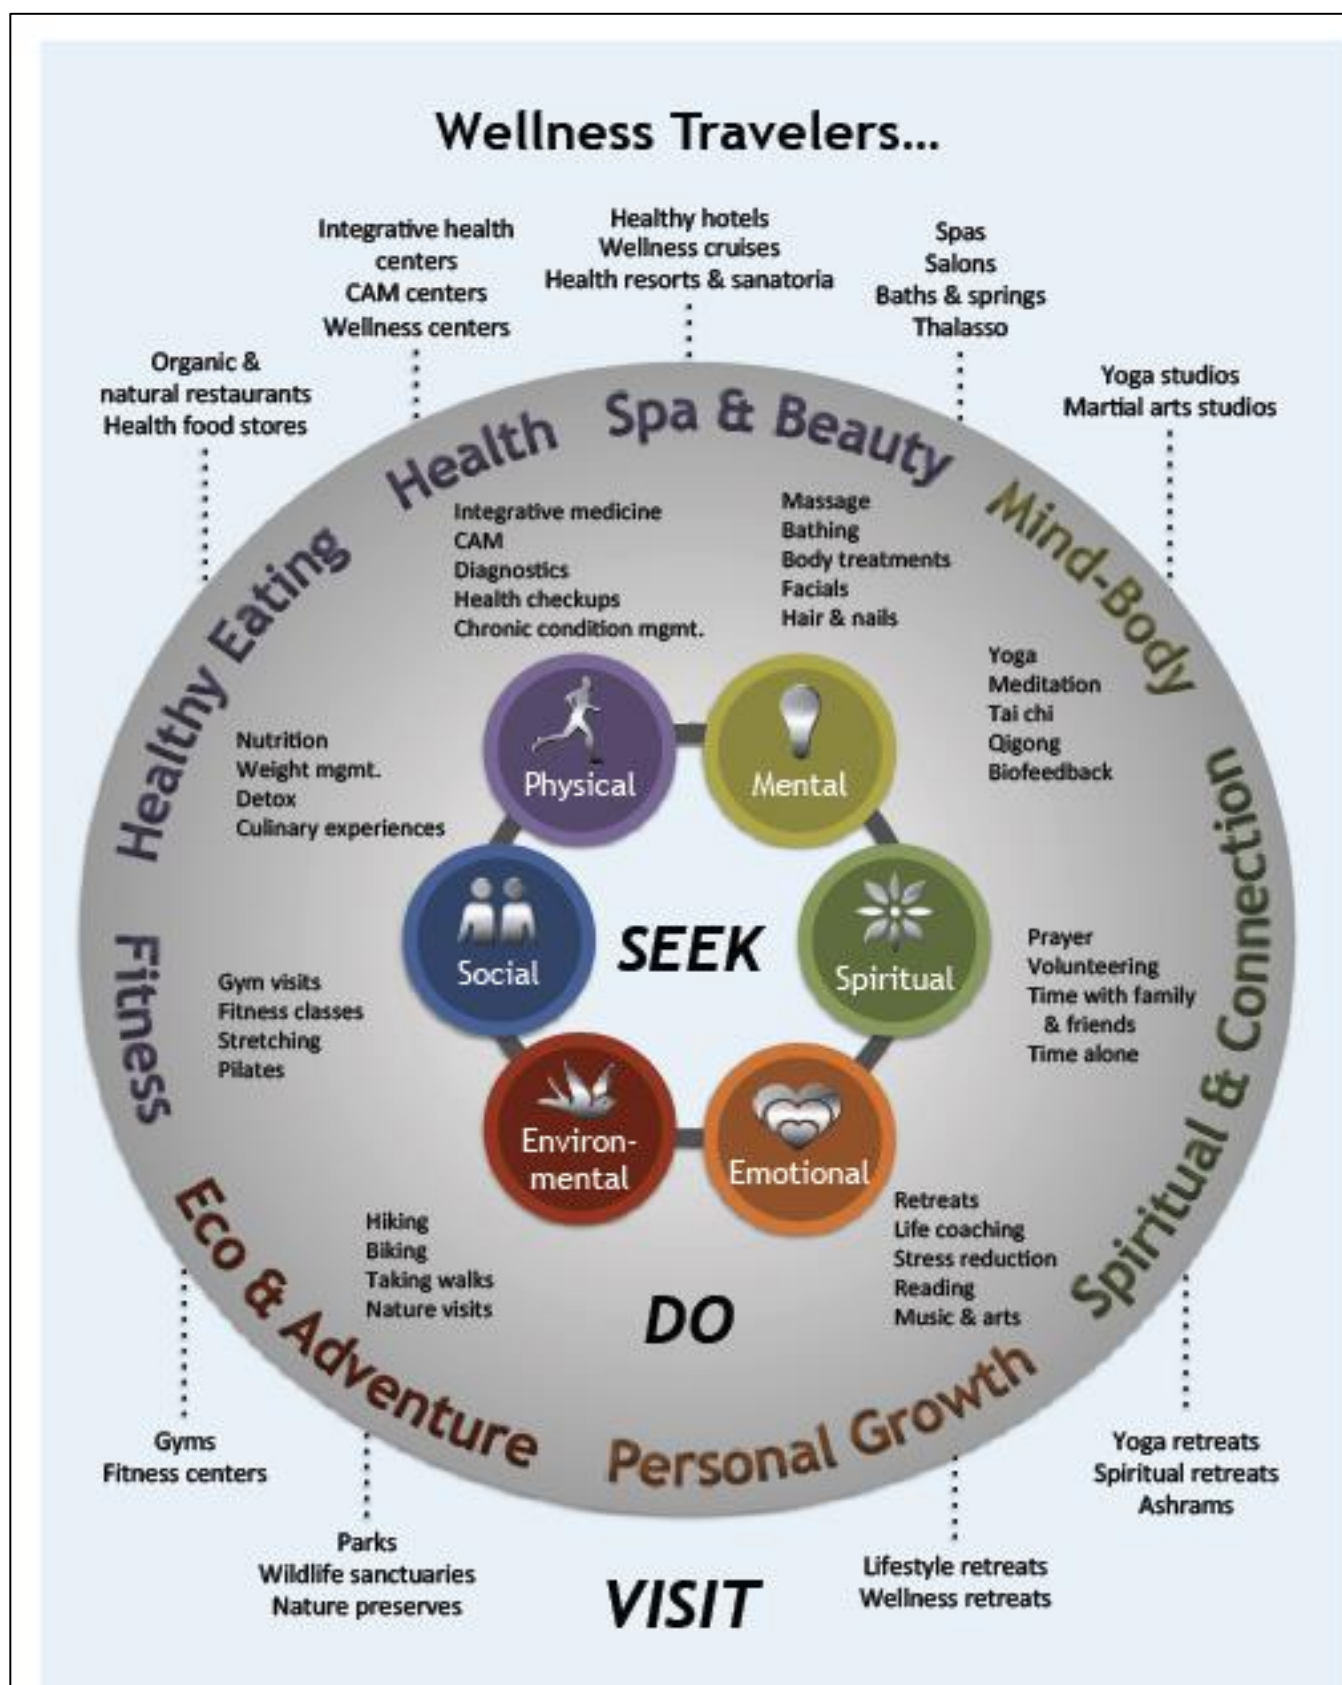 Wellness Travelers...
Integrative health
centers
CAM centers
Wellness centers
Healthy hotels
Wellness cruises
Health resorts & sanatoria
Spas
Salons
Baths & springs
Thalasso
Organic &
natural restaurants
Health food stores
Yoga studios
Martial arts studios
Health
Spa & Beauty
Mind-Body
Healthy Eating
Integrative medicine
CAM
Diagnostics
Health checkups
Chronic condition mgmt.
Massage
Bathing
Body treatments
Facials
Hair & nails
Yoga
Meditation
Tai chi
Qigong
Biofeedback
Nutrition
Weight mgmt.
Detox
Culinary experiences
Physical
Mental
Social
SEEK
Spiritual
Environ-
mental
Emotional
Fitness
Gym visits
Fitness classes
Stretching
Pilates
Prayer
Volunteering
Time with family
& friends
Time alone
Spiritual & Connection
Eco & Adventure
Hiking
Biking
Taking walks
Nature visits
DO
Retreats
Life coaching
Stress reduction
Reading
Music & arts
Personal Growth
Gyms
Fitness centers
Parks
Wildlife sanctuaries
Nature preserves
VISIT
Lifestyle retreats
Wellness retreats
Yoga retreats
Spiritual retreats
Ashrams